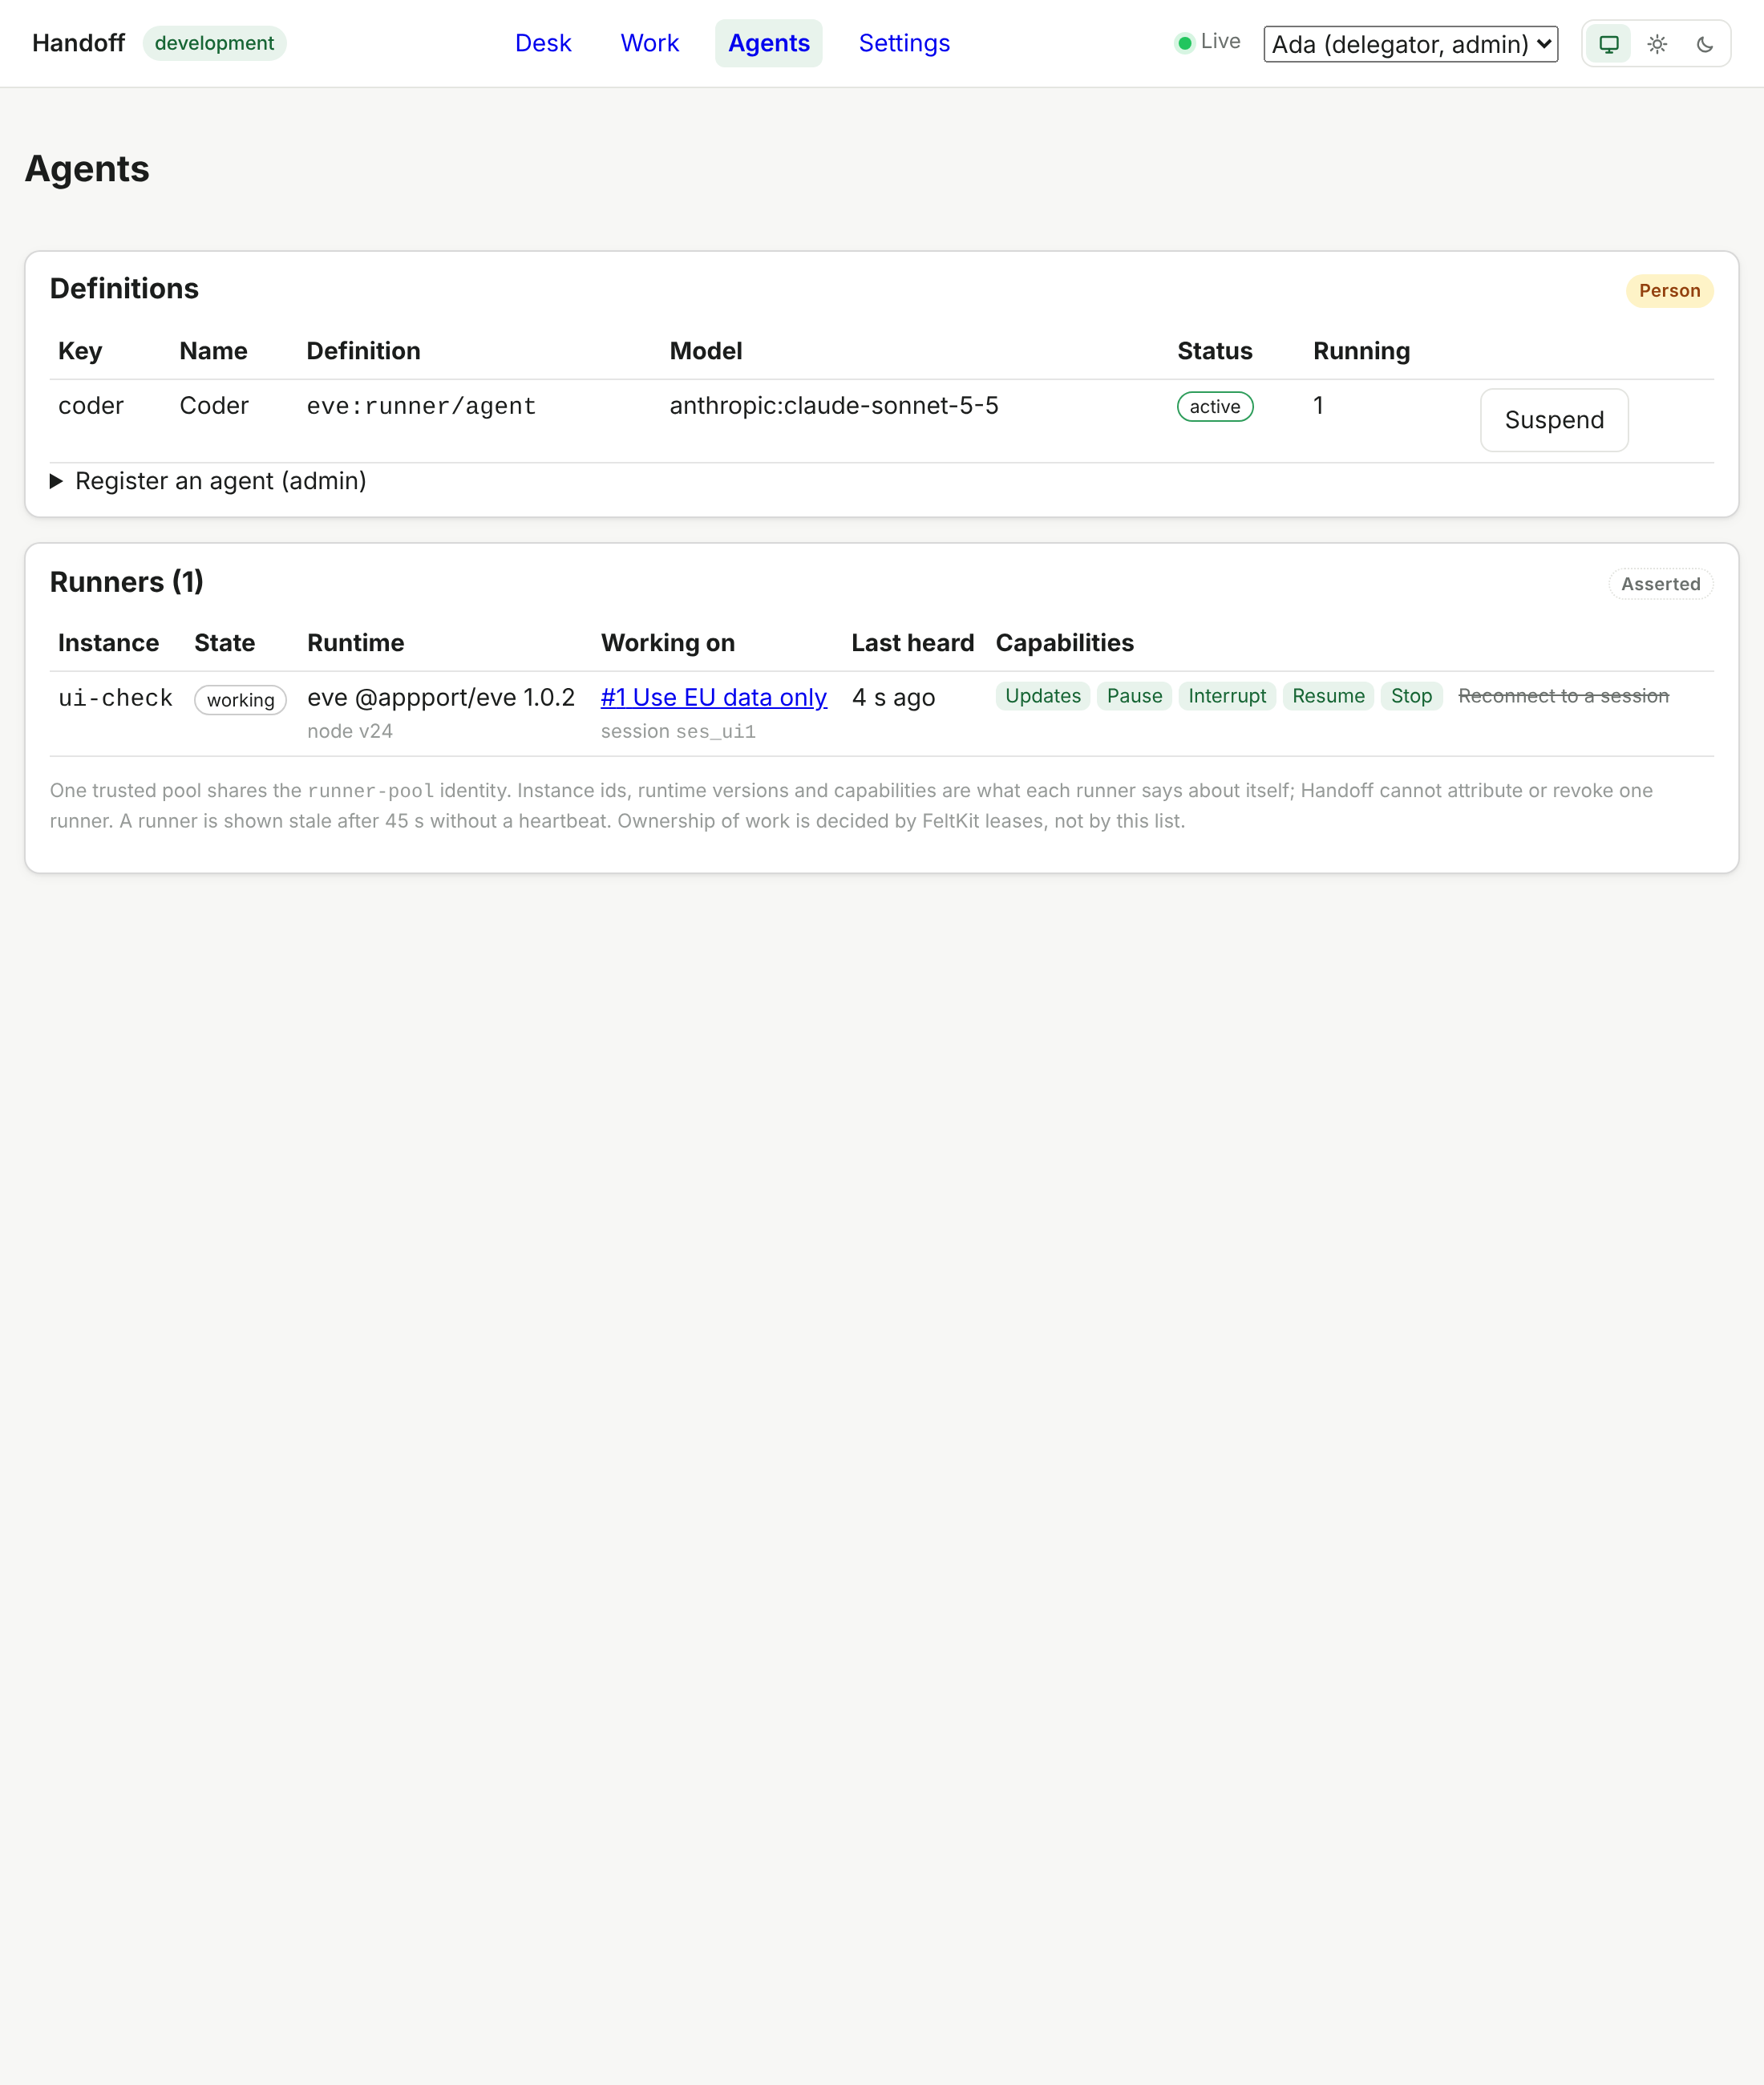 Handoff development Desk Work Agents Settings Live Ada (delegator, admin)
Agents
Definitions Person
Key Name Definition Model Status Running
coder Coder eve:runner/agent anthropic:claude-sonnet-5-5 active 1 Suspend
Register an agent (admin)
Runners (1) Asserted
Instance State Runtime Working on Last heard Capabilities
ui-check working eve @appport/eve 1.0.2 #1 Use EU data only 4 s ago Updates Pause Interrupt Resume Stop Reconnect to a session
node v24 session ses_ui1
One trusted pool shares the runner-pool identity. Instance ids, runtime versions and capabilities are what each runner says about itself; Handoff cannot attribute or revoke one
runner. A runner is shown stale after 45 s without a heartbeat. Ownership of work is decided by FeltKit leases, not by this list.